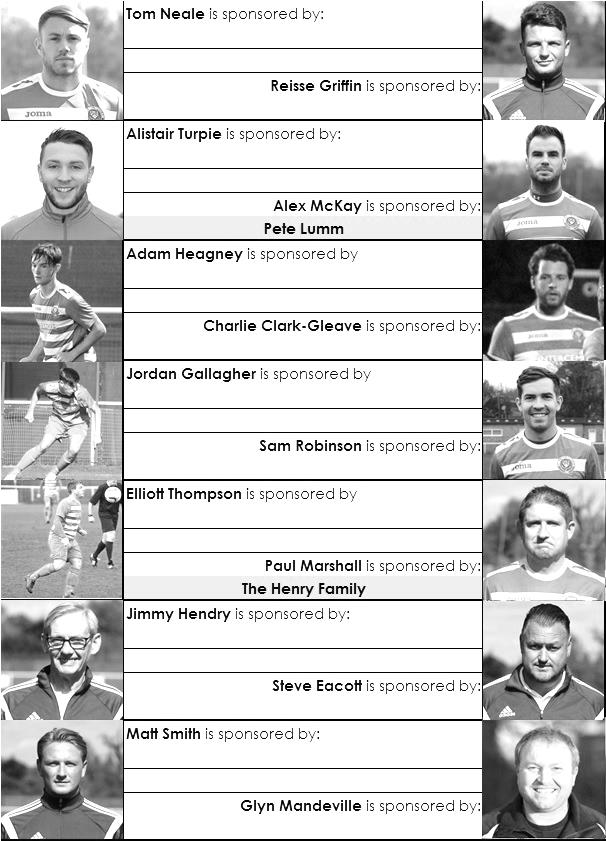 Tom Neale is sponsored by:
Reisse Griffin is sponsored by:
joma
Alistair Turpie is sponsored by:
Alex McKay is sponsored by:
joma
Pete Lumm
Adam Heagney is sponsored by
Charlie Clark-Gleave is sponsored by:
Jordan Gallagher is sponsored by
Sam Robinson is sponsored by:
joma
Elliott Thompson is sponsored by
Paul Marshall is sponsored by:
The Henry Family
Jimmy Hendry is sponsored by:
Steve Eacott is sponsored by:
adidas
Matt Smith is sponsored by:
Glyn Mandeville is sponsored by: